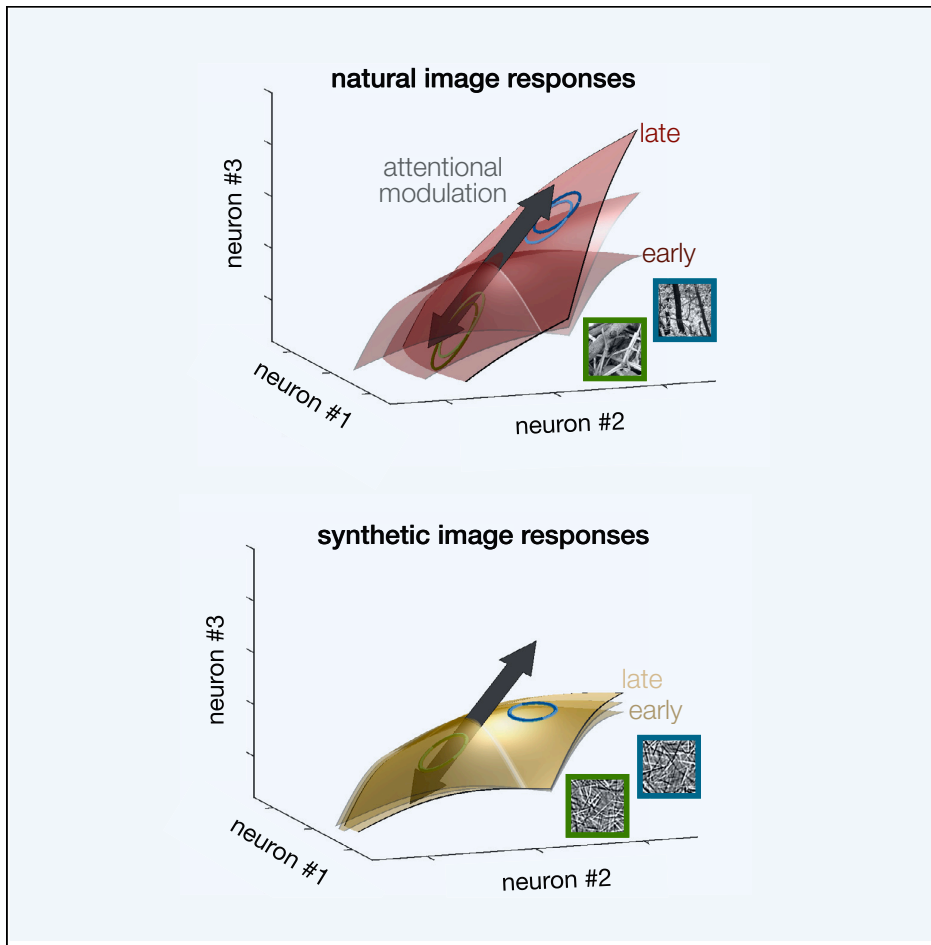 natural image responses
late
attentional
modulation
neuron #3
early
neuron #1
neuron #2
synthetic image responses
neuron #3
late
early
neuron #1
neuron #2